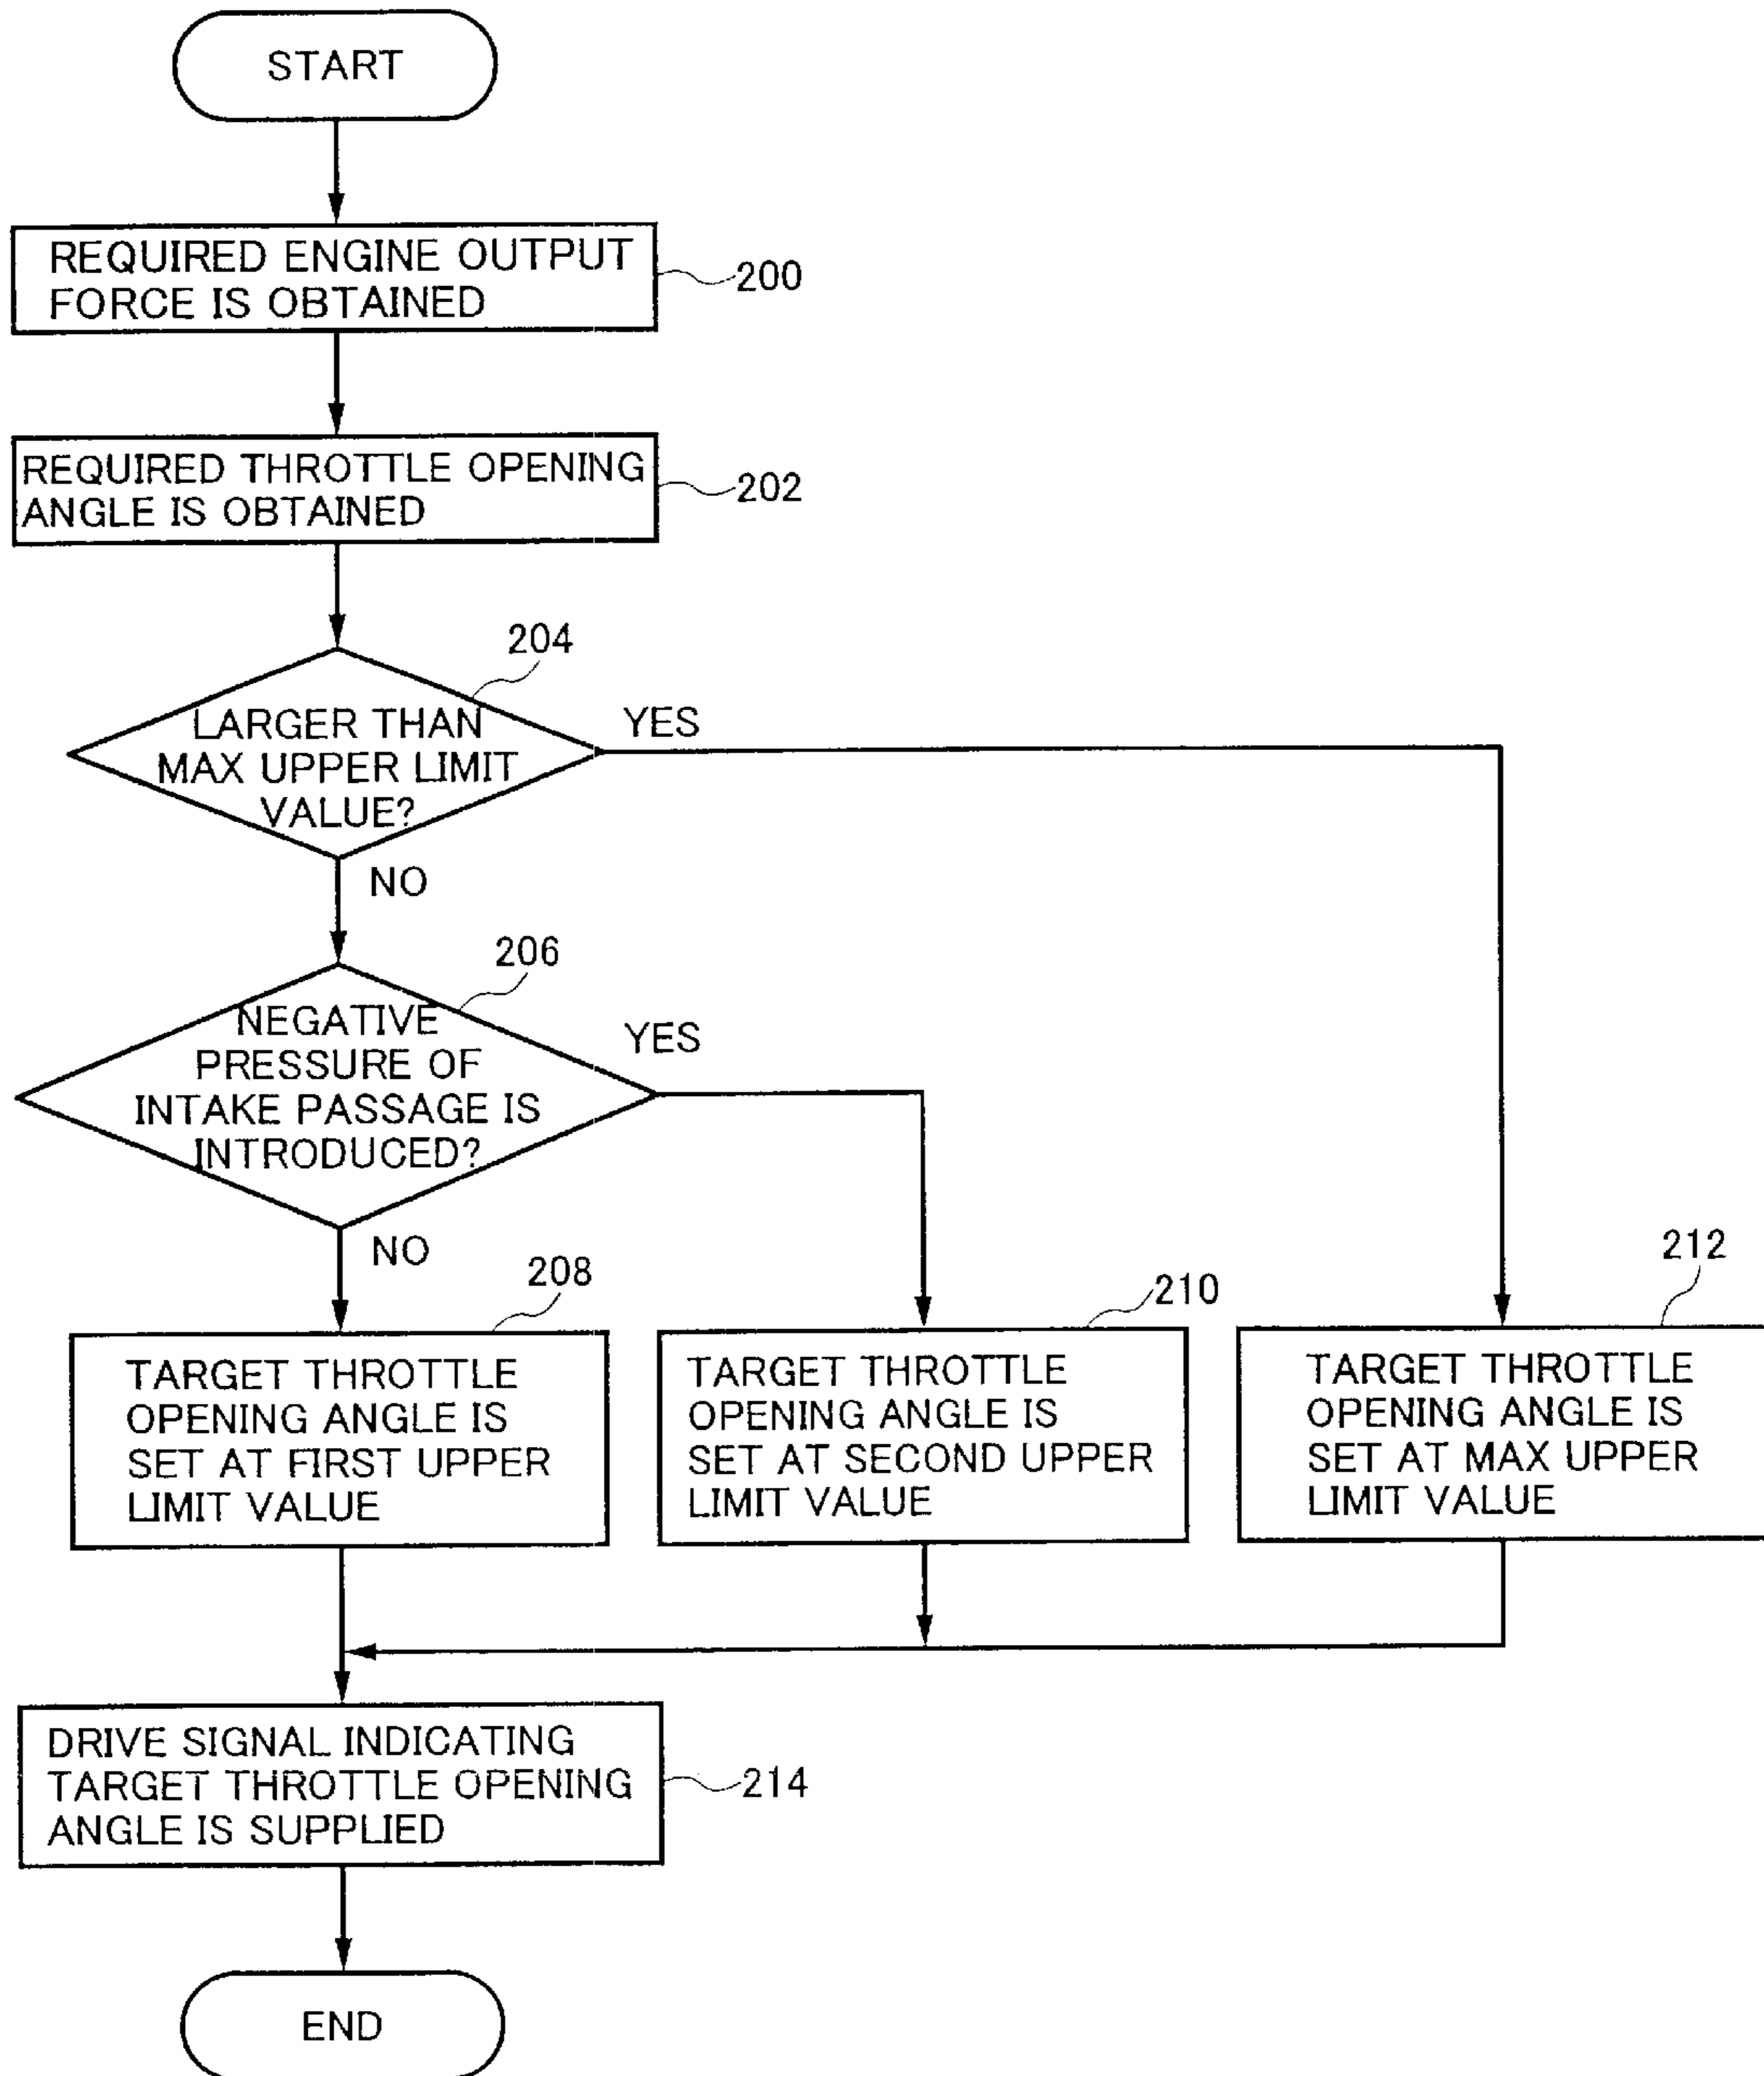 START
REQUIRED ENGINE OUTPUT
FORCE IS OBTAINED
200
REQUIRED THROTTLE OPENING
ANGLE IS OBTAINED
202
204
LARGER THAN
MAX UPPER LIMIT
VALUE?
YES
NO
206
NEGATIVE
PRESSURE OF
INTAKE PASSAGE IS
INTRODUCED?
YES
NO
208
TARGET THROTTLE
OPENING ANGLE IS
SET AT FIRST UPPER
LIMIT VALUE
210
TARGET THROTTLE
OPENING ANGLE IS
SET AT SECOND UPPER
LIMIT VALUE
212
TARGET THROTTLE
OPENING ANGLE IS
SET AT MAX UPPER
LIMIT VALUE
DRIVE SIGNAL INDICATING
TARGET THROTTLE OPENING
ANGLE IS SUPPLIED
214
END